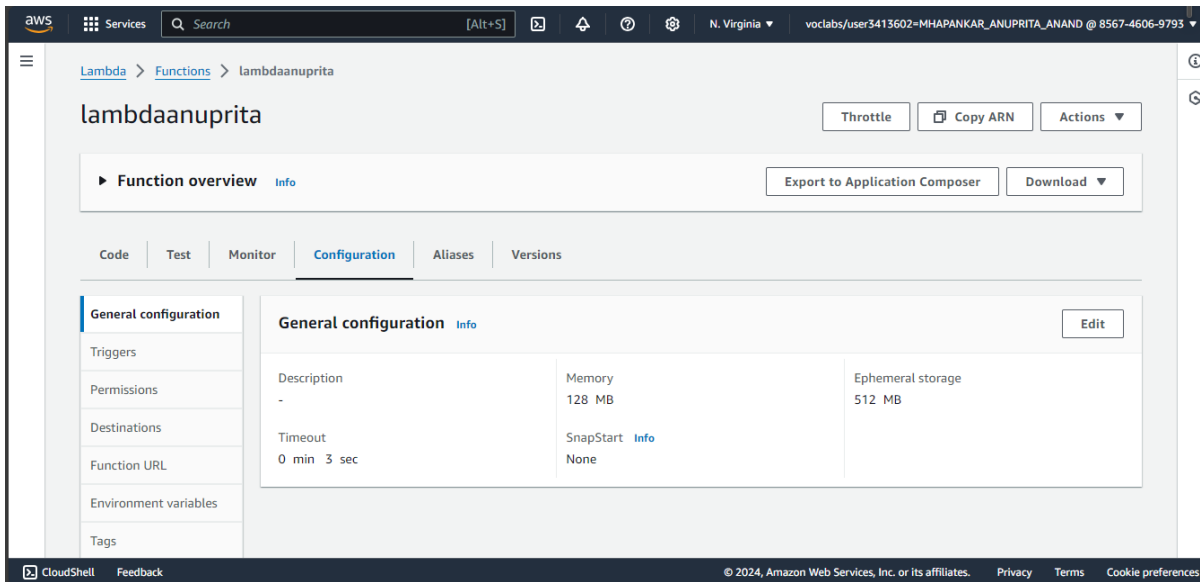 aws Services Search [Alt+S] N. Virginia ▼ voclabs/user3413602=MHAPANKAR_ANUPRITA_ANAND @ 8567-4606-9793 ▼
Lambda > Functions > lambdaanuprita
lambdaanuprita
Throttle Copy ARN Actions ▼
Function overview Info Export to Application Composer Download ▼
Code Test Monitor Configuration Aliases Versions
General configuration
Triggers
Permissions
Destinations
Function URL
Environment variables
Tags
General configuration Info Edit
Description
-
Memory
128 MB
Ephemeral storage
512 MB
Timeout
0 min 3 sec
SnapStart Info
None
CloudShell Feedback © 2024, Amazon Web Services, Inc. or its affiliates. Privacy Terms Cookie preferences